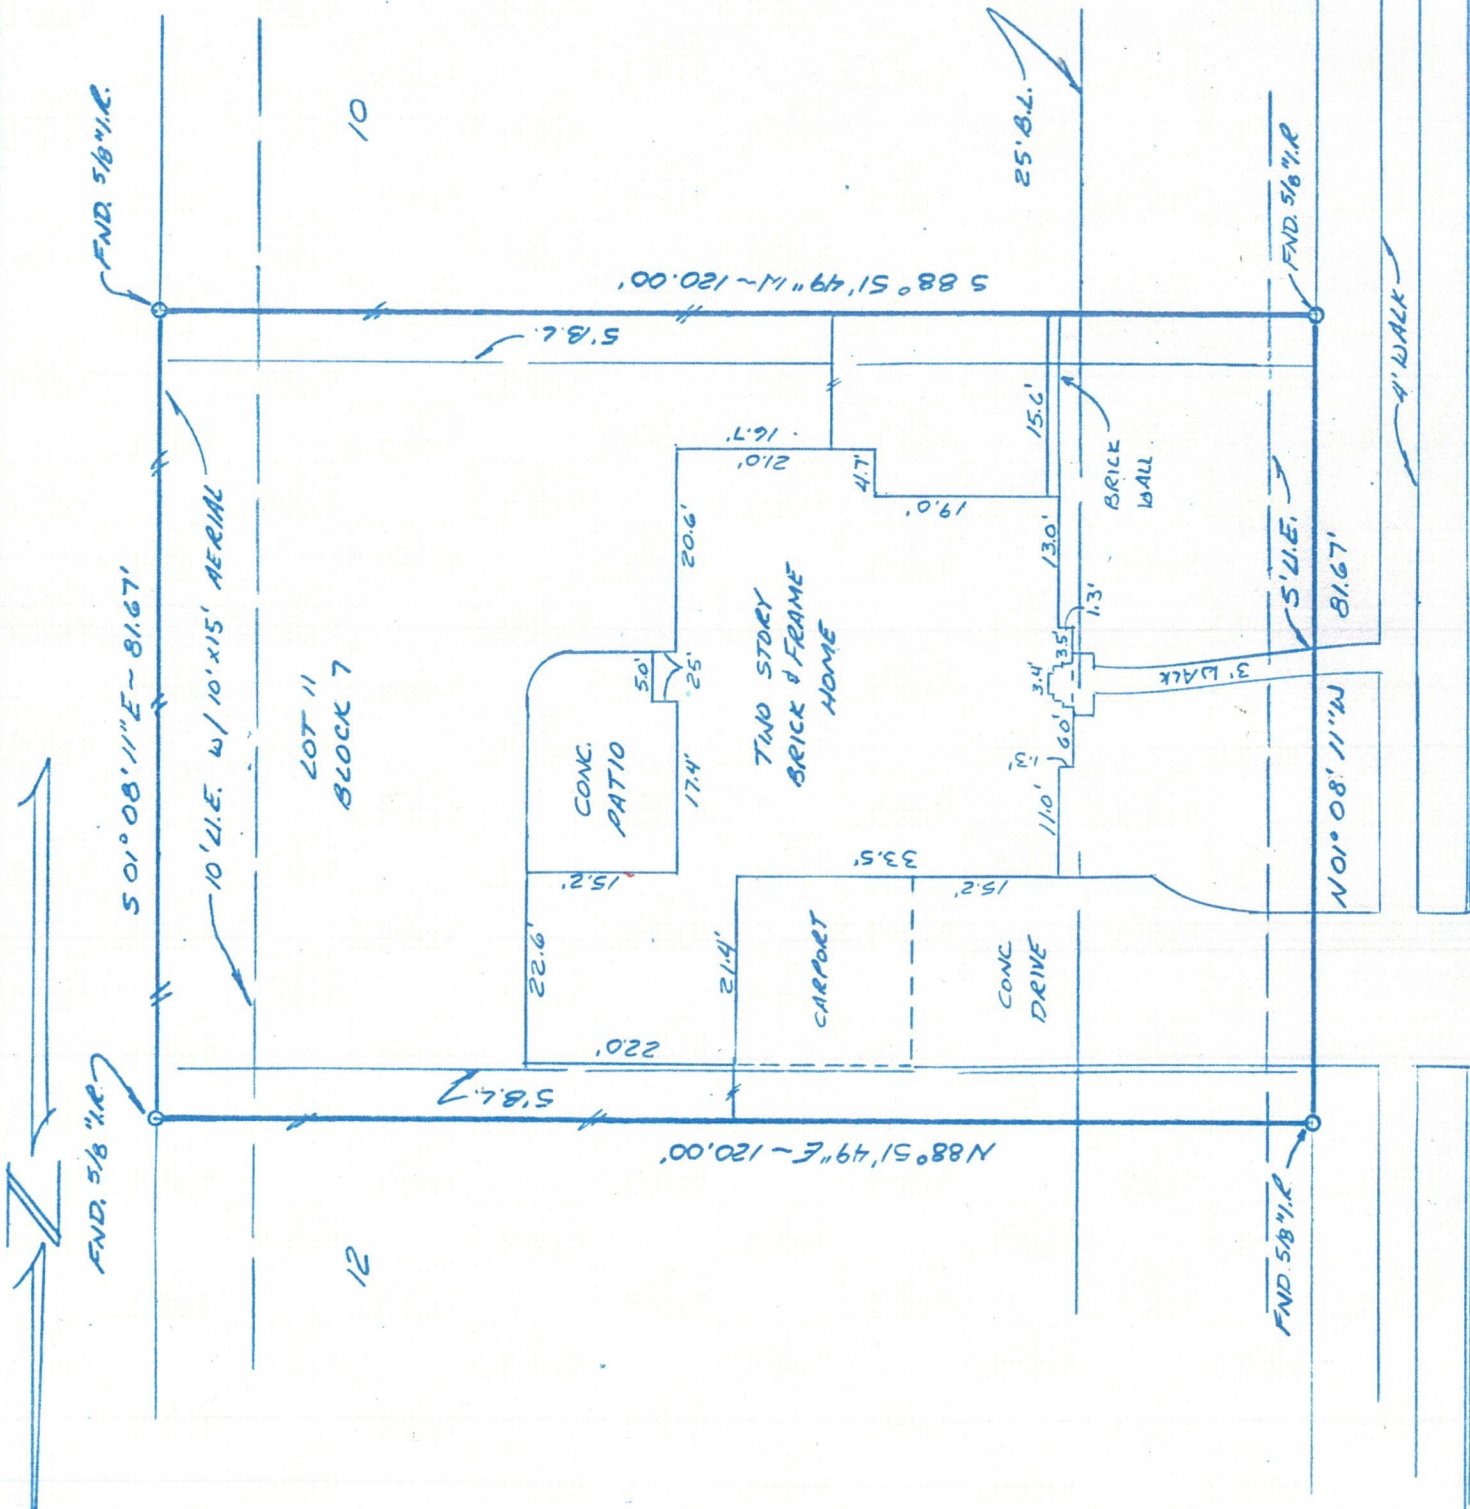 N
FND. 5/8" I.R.
S 01° 08' 11" E ~ 81.67'
FND. 5/8" I.R.
10' U.E. w/ 10' x 15' AERIAL
12
LOT 11
BLOCK 7
10
N 88° 51' 49" E ~ 120.00'
5' B.L.
S 88° 51' 49" W ~ 120.00'
5' B.L.
22.6'
22.0'
15.2'
CONC.
PATIO
5.0'
25'
17.4'
20.6'
21.0'
16.7'
4.7'
19.0'
21.4'
CARPORT
33.5'
15.2'
TWO STORY
BRICK & FRAME
HOME
CONC
DRIVE
11.0'
1.3'
6.0'
3.4'
3.5'
1.3'
13.0'
15.6'
BRICK
WALL
25' B.L.
3' WALK
FND. 5/8" I.R.
5' U.E.
FND. 5/8" I.R
N 01° 08' 11" W
81.67'
4' WALK